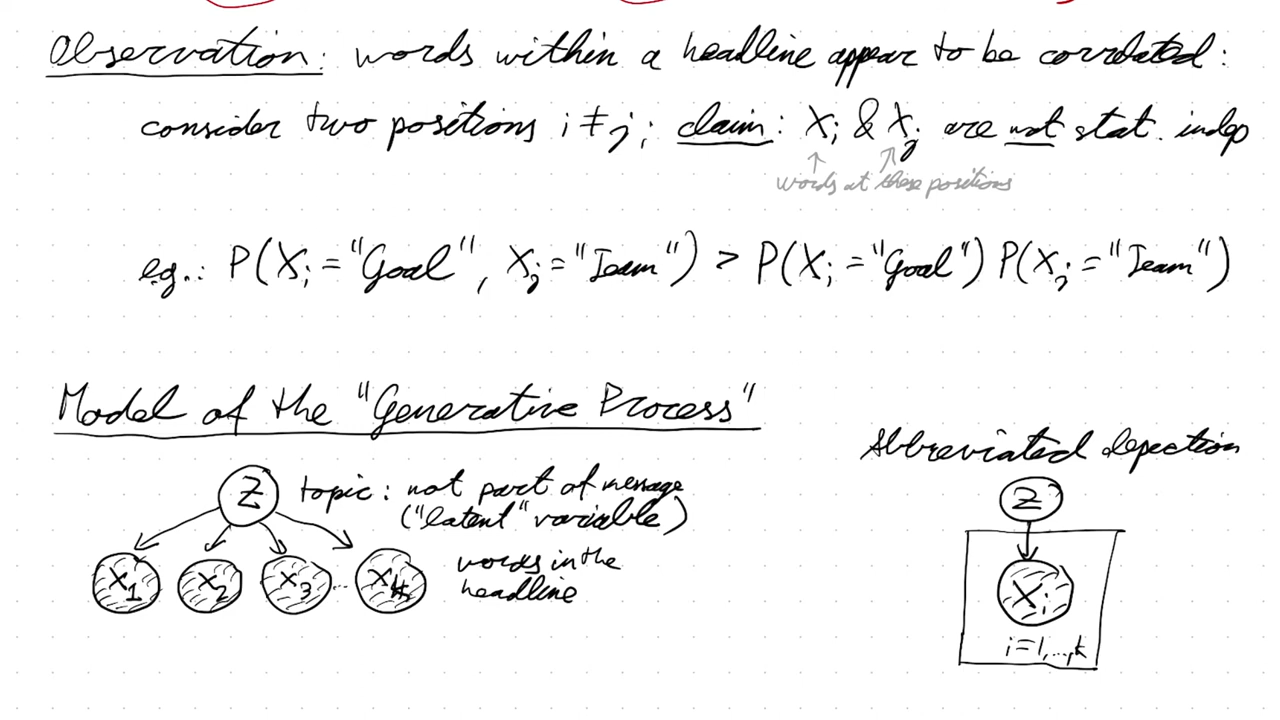 Observation: words within a headline appear to be correlated:
consider two positions i ≠ j; claim: Xi & Xj are not stat. indep
words at these positions
e.g.: P(Xi = "Goal", Xj = "Team") > P(Xi = "Goal") P(Xj = "Team")
Model of the "Generative Process"
Abbreviated depiction
Z topic: not part of message
("latent" variable)
Z
X1 X2 X3 ... Xk
words in the
headline
Xi
i=1,...,k